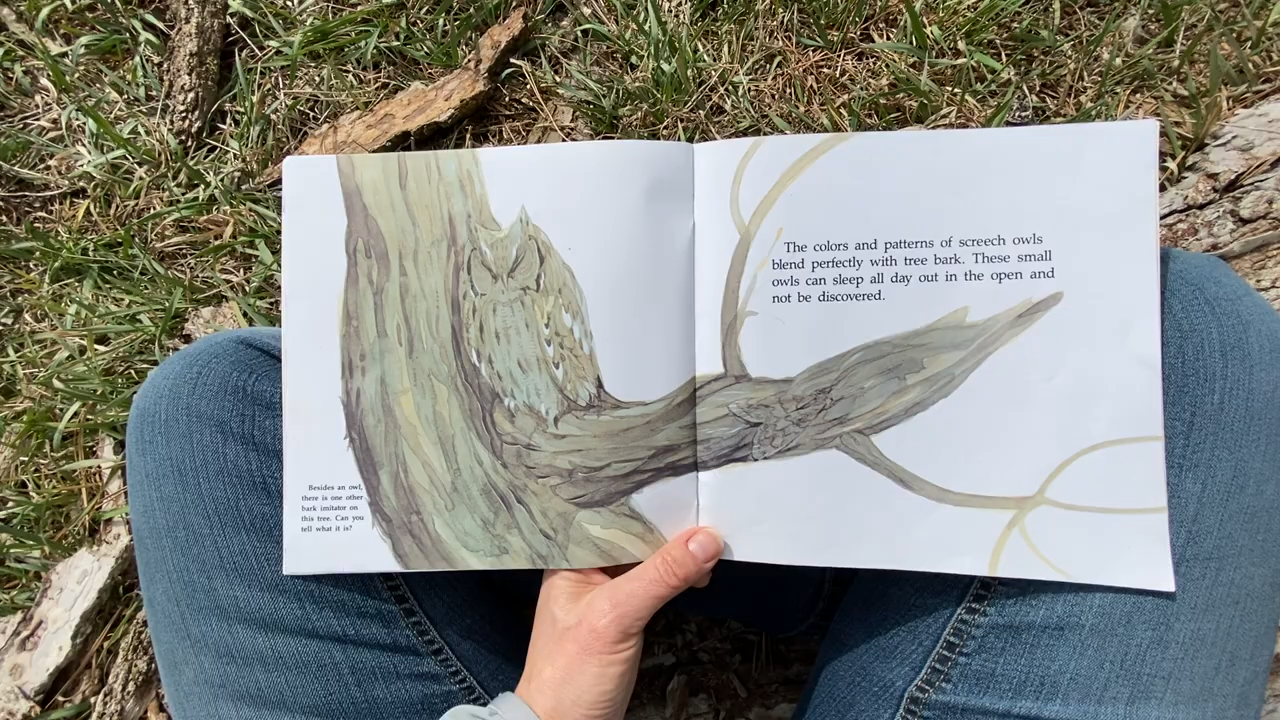 The colors and patterns of screech owls
blend perfectly with tree bark. These small
owls can sleep all day out in the open and
not be discovered.
Besides an owl,
there is one other
bark imitator on
this tree. Can you
tell what it is?